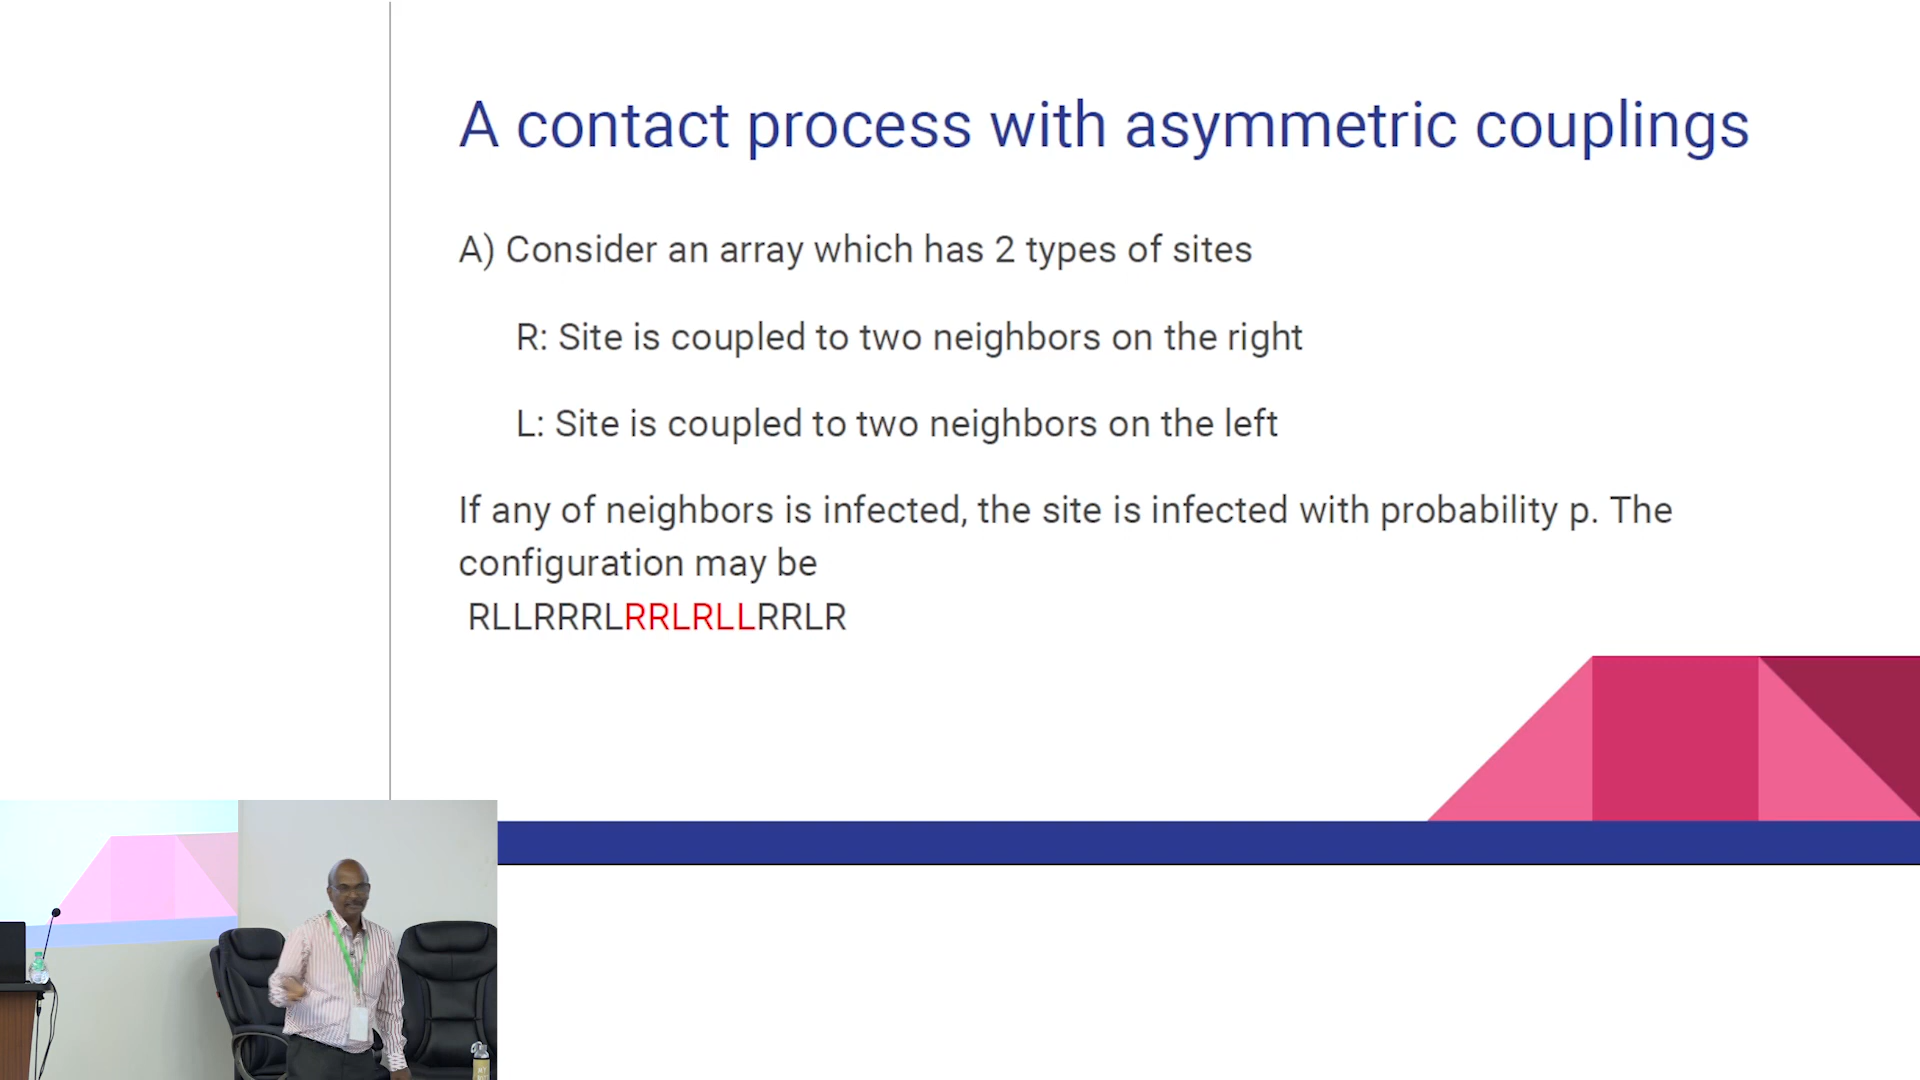 A contact process with asymmetric couplings
A) Consider an array which has 2 types of sites
R: Site is coupled to two neighbors on the right
L: Site is coupled to two neighbors on the left
If any of neighbors is infected, the site is infected with probability p. The
configuration may be
RLLRRRLRRLRLLRRLR